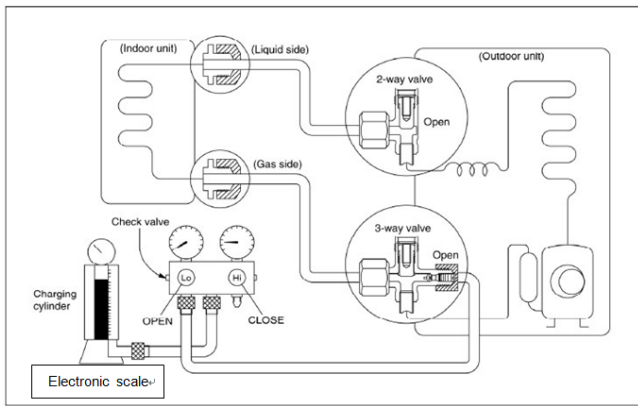 (Indoor unit)
(Liquid side)
2-way valve
(Outdoor unit)
Open
(Gas side)
3-way valve
Open
Check valve
Lo
Hi
Charging
cylinder
OPEN
CLOSE
Electronic scale↵